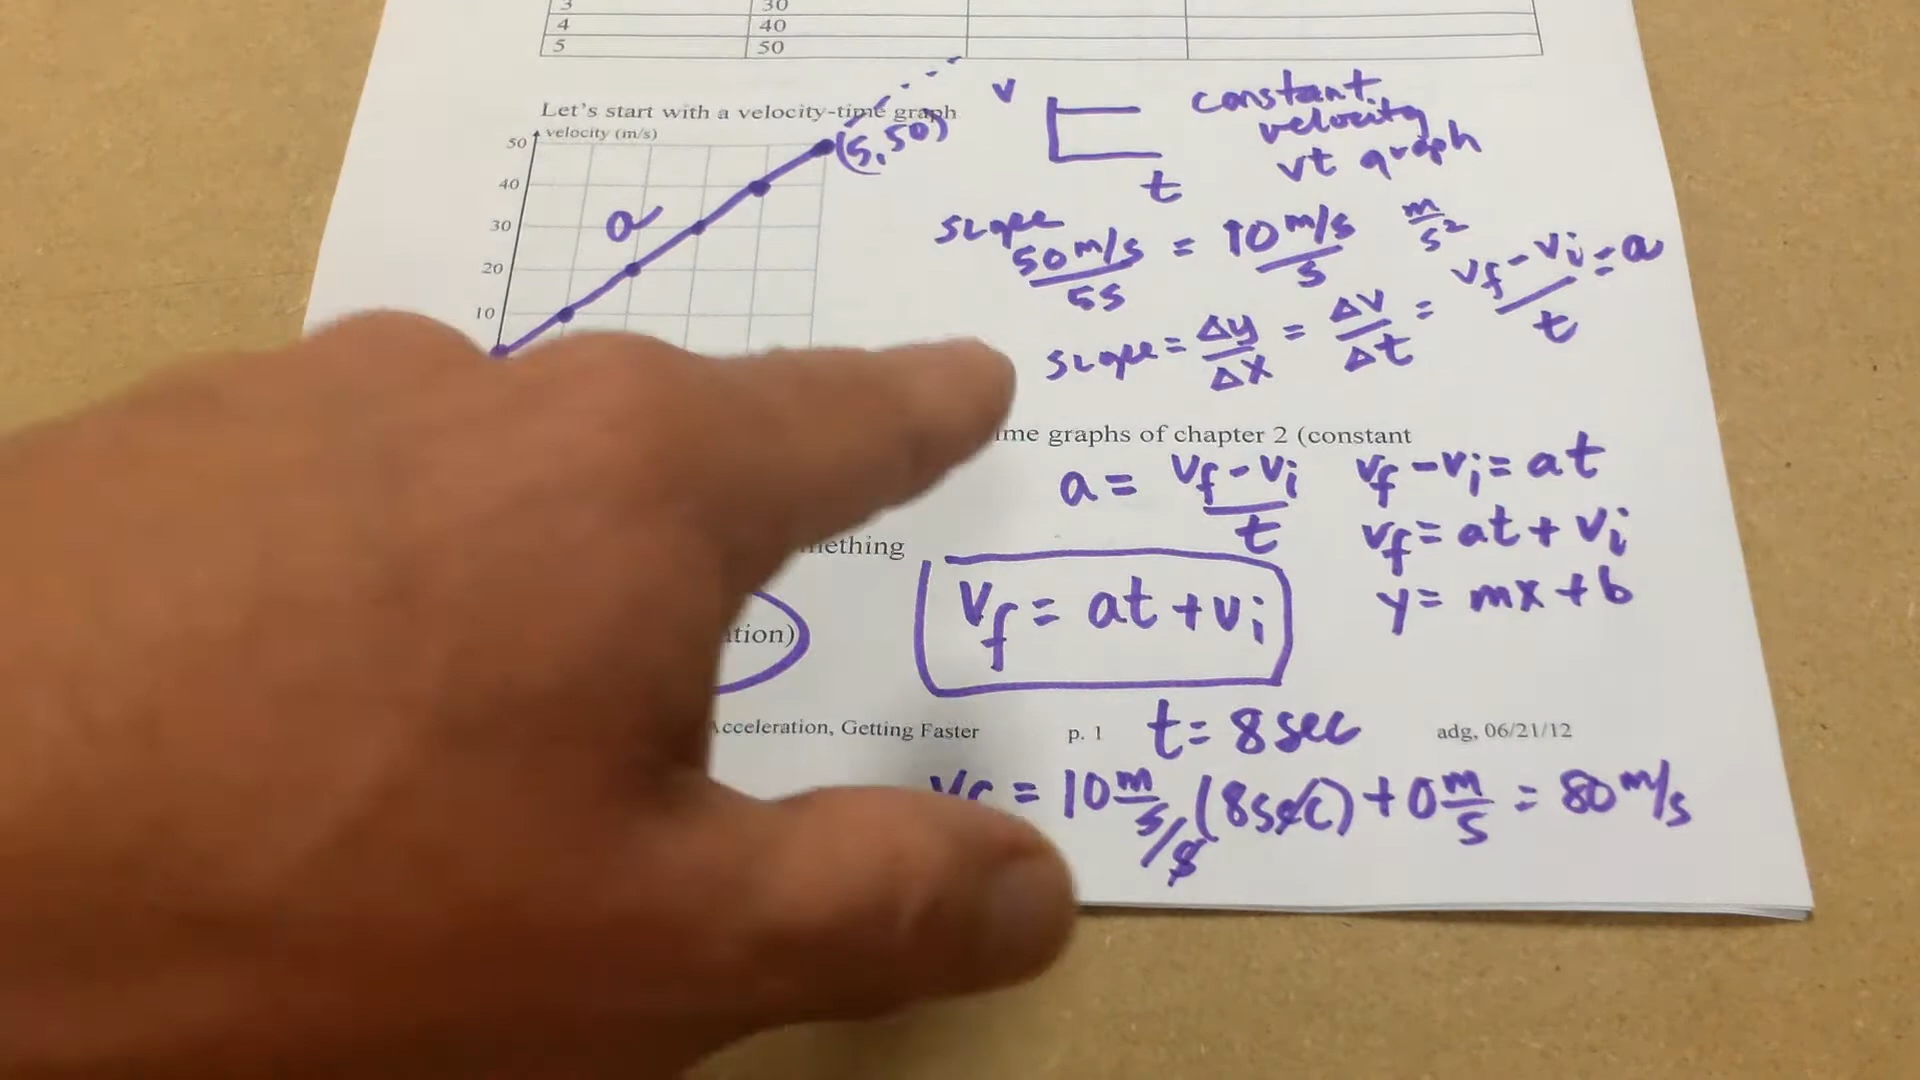 3 30
4 40
5 50
Let's start with a velocity-time graph
velocity (m/s)
50
40
30
20
10
a
(5,50)
v
t
constant
velocity
vt graph
slope
50 m/s / 5s = 10 m/s / s
m/s²
slope = Δy/Δx = Δv/Δt = vf - vi / t = a
ime graphs of chapter 2 (constant
a = vf - vi / t
vf - vi = at
vf = at + vi
y = mx + b
mething
vf = at + vi
ation)
Acceleration, Getting Faster p. 1 adg, 06/21/12
t = 8 sec
vf = 10 m/s/s (8 sec) + 0 m/s = 80 m/s